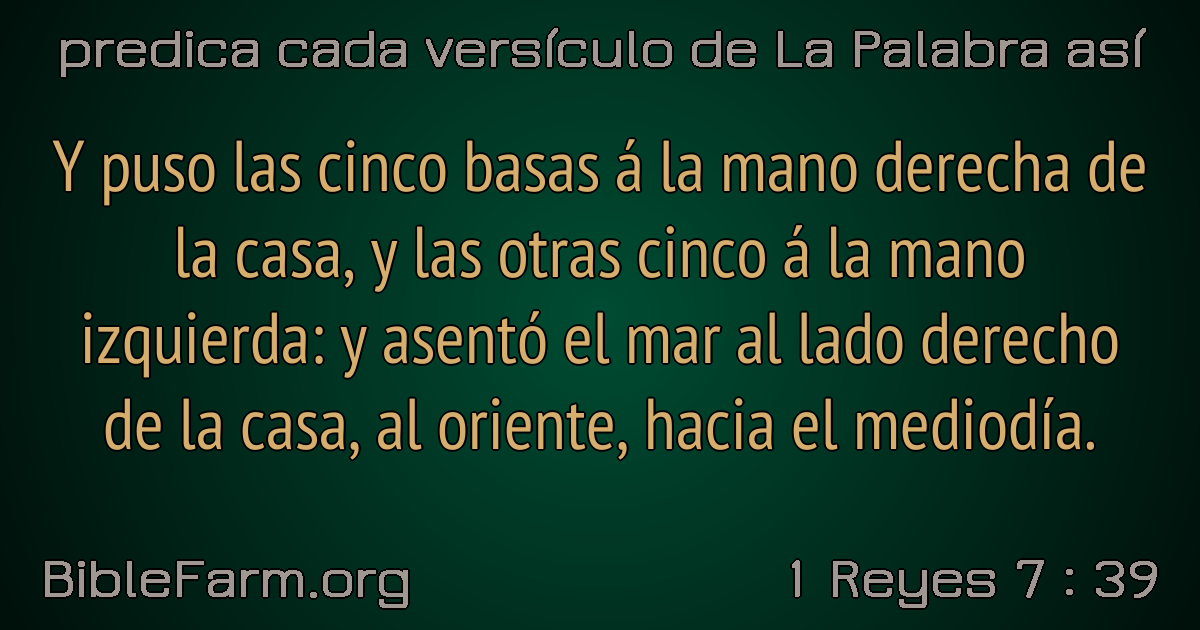 predica cada versículo de La Palabra así
Y puso las cinco basas á la mano derecha de
la casa, y las otras cinco á la mano
izquierda: y asentó el mar al lado derecho
de la casa, al oriente, hacia el mediodía.
BibleFarm.org
1 Reyes 7 : 39